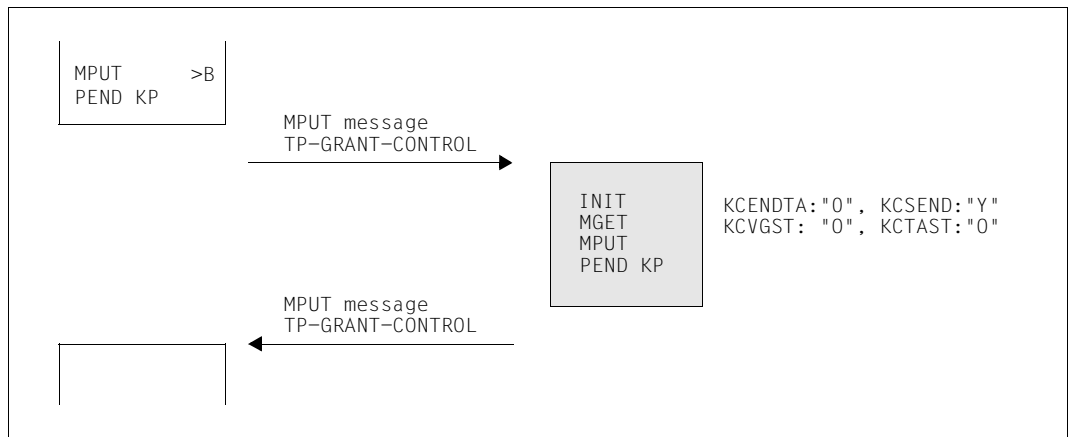 MPUT >B
PEND KP
MPUT message
TP-GRANT-CONTROL
INIT
MGET
MPUT
PEND KP
KCENDTA:"O", KCSEND:"Y"
KCVGST: "O", KCTAST:"O"
MPUT message
TP-GRANT-CONTROL